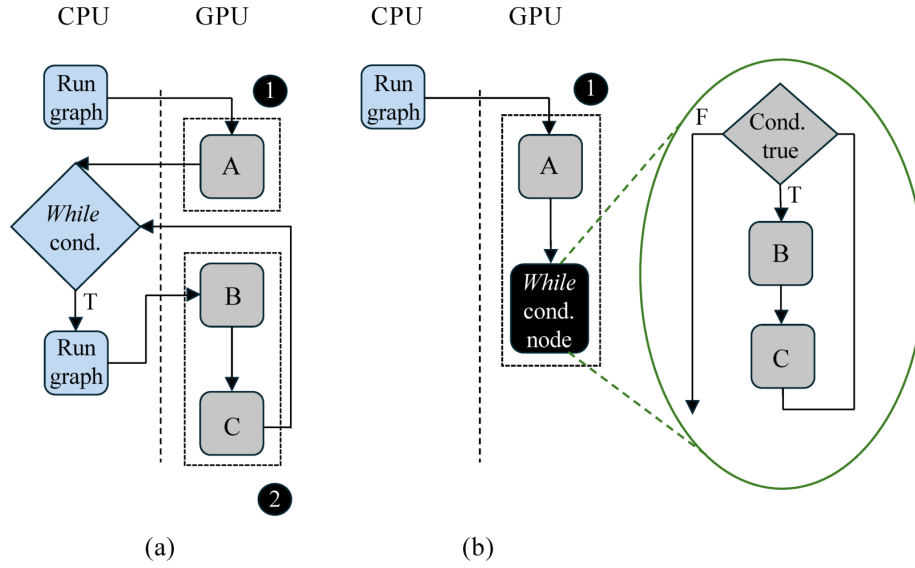 CPU
GPU
Run
graph
1
A
While
cond.
T
B
Run
graph
C
2
(a)
CPU
GPU
Run
graph
1
A
While
cond.
node
F
Cond.
true
T
B
C
(b)